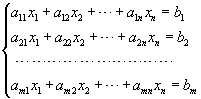 a11x1 + a12x2 + ··· + a1nxn = b1
a21x1 + a22x2 + ··· + a2nxn = b2
································
am1x1 + am2x2 + ··· + amnxn = bm